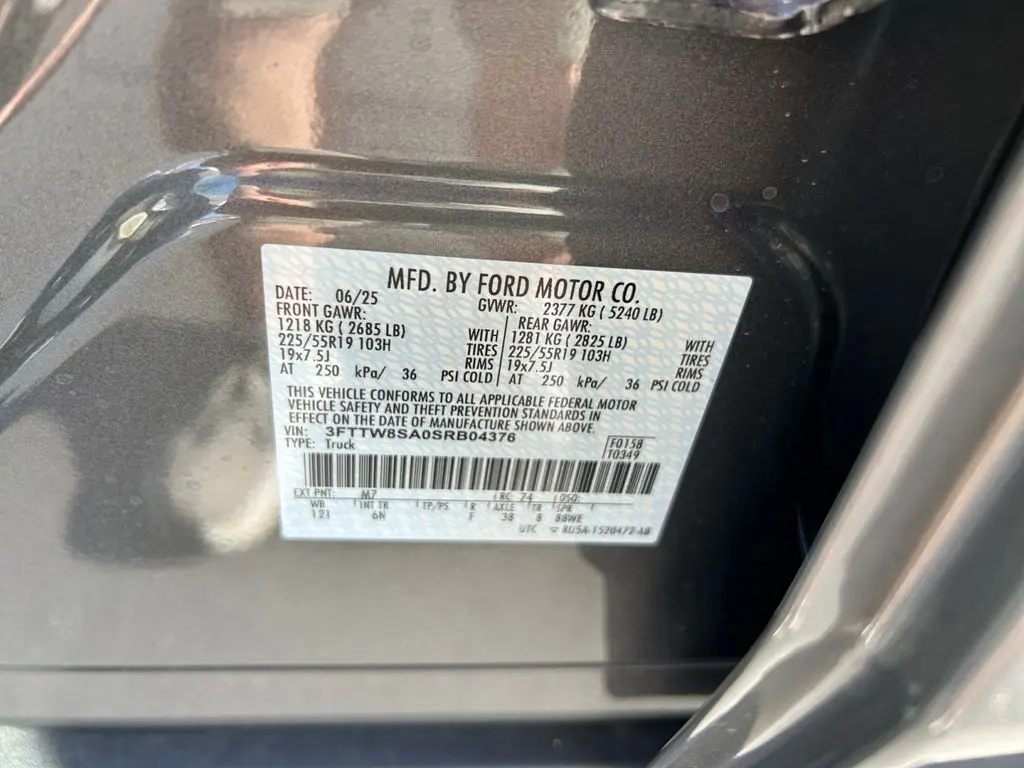 MFD. BY FORD MOTOR CO.
DATE: 06/25 GVWR: 2377 KG ( 5240 LB)
FRONT GAWR: REAR GAWR:
1218 KG ( 2685 LB) WITH 1281 KG ( 2825 LB) WITH
225/55R19 103H TIRES 225/55R19 103H TIRES
19x7.5J RIMS 19x7.5J RIMS
AT 250 kPa/ 36 PSI COLD AT 250 kPa/ 36 PSI COLD
THIS VEHICLE CONFORMS TO ALL APPLICABLE FEDERAL MOTOR
VEHICLE SAFETY AND THEFT PREVENTION STANDARDS IN
EFFECT ON THE DATE OF MANUFACTURE SHOWN ABOVE.
VIN: 3FTTW8SA0SRB04376
TYPE: Truck F0158
T0349
EXT PNT: M7 RC: 74 DSO:
WB INT TR TP/PS R AXLE TR SPR
121 6N F 38 8 BBWE
UTC